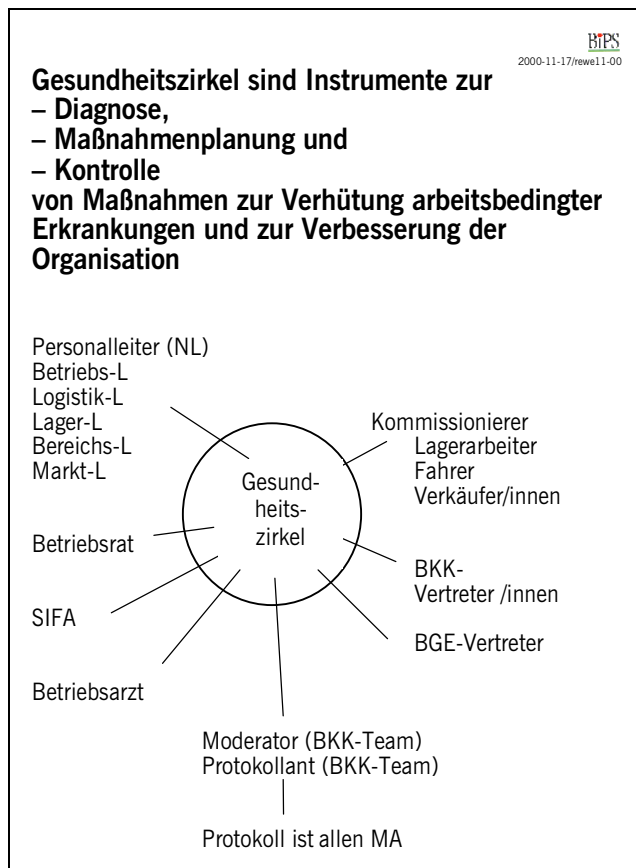 BiPS
2000-11-17/rewe11-00
Gesundheitszirkel sind Instrumente zur
– Diagnose,
– Maßnahmenplanung und
– Kontrolle
von Maßnahmen zur Verhütung arbeitsbedingter
Erkrankungen und zur Verbesserung der
Organisation
Personalleiter (NL)
Betriebs-L
Logistik-L
Lager-L
Bereichs-L
Markt-L
Betriebsrat
SIFA
Betriebsarzt
Gesund-
heits-
zirkel
Kommissionierer
Lagerarbeiter
Fahrer
Verkäufer/innen
BKK-
Vertreter /innen
BGE-Vertreter
Moderator (BKK-Team)
Protokollant (BKK-Team)
Protokoll ist allen MA